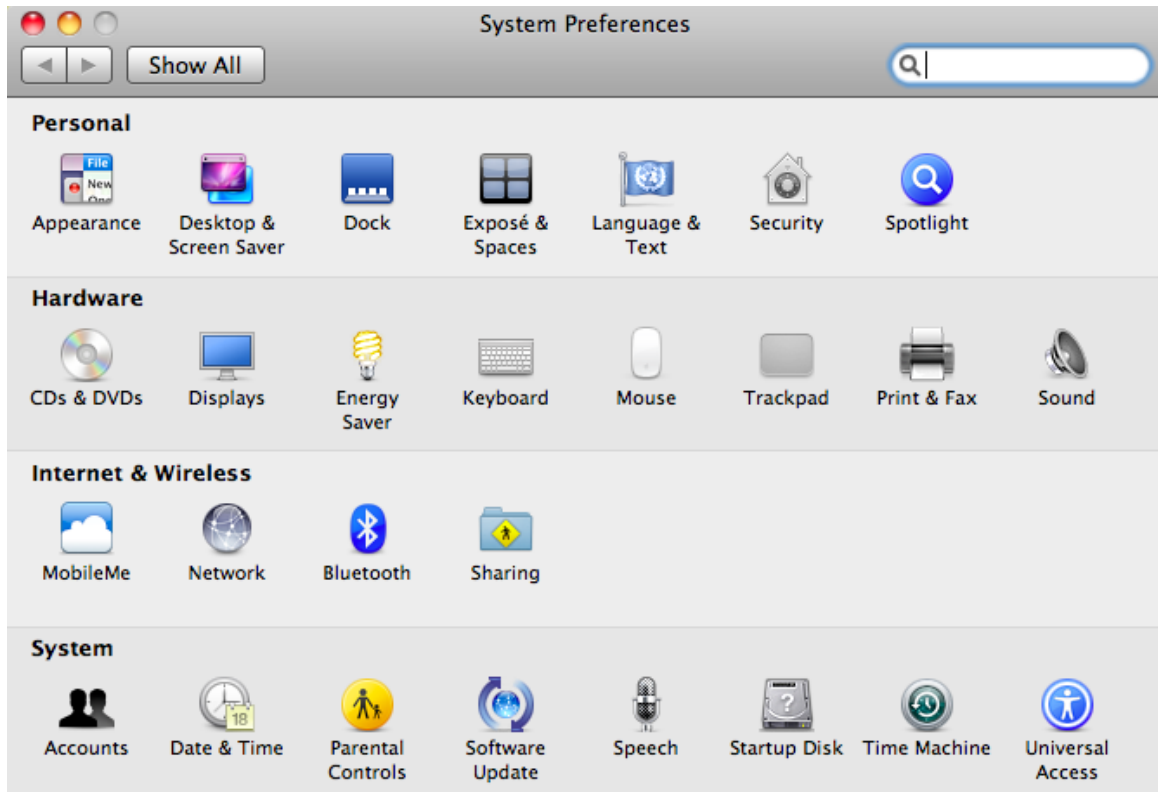 System Preferences
Show All
Personal
File
New
One
Appearance
Desktop &
Screen Saver
Dock
Exposé &
Spaces
Language &
Text
Security
Spotlight
Hardware
CDs & DVDs
Displays
Energy
Saver
Keyboard
Mouse
Trackpad
Print & Fax
Sound
Internet & Wireless
MobileMe
Network
Bluetooth
Sharing
System
18
?
Accounts
Date & Time
Parental
Controls
Software
Update
Speech
Startup Disk
Time Machine
Universal
Access